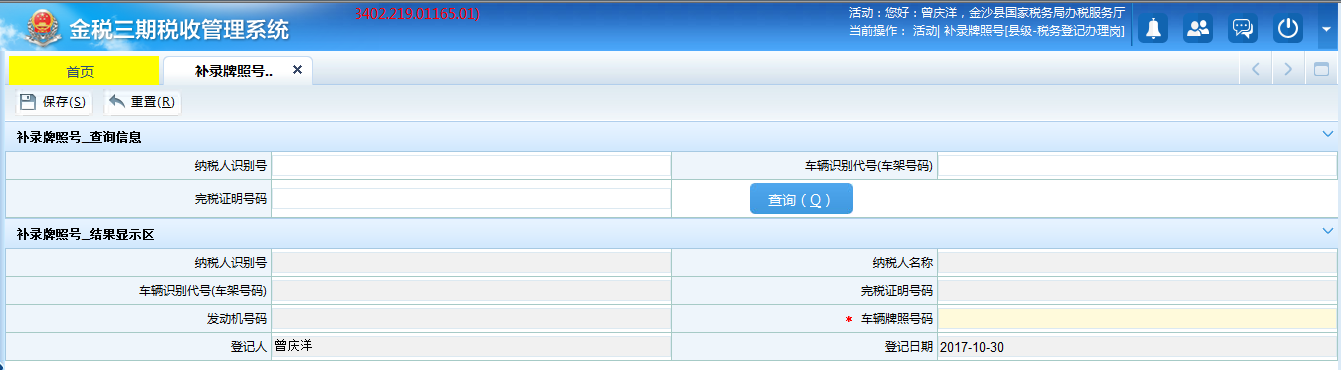 金税三期税收管理系统
3402.219.01165.01)
活动：您好：曾庆洋，金沙县国家税务局办税服务厅
当前操作： 活动| 补录牌照号[县级-税务登记办理岗]
首页 补录牌照号.. ×
保存(S) 重置(R)
补录牌照号_查询信息
纳税人识别号 车辆识别代号(车架号码)
完税证明号码 查询（Q）
补录牌照号_结果显示区
纳税人识别号 纳税人名称
车辆识别代号(车架号码) 完税证明号码
发动机号码 * 车辆牌照号码
登记人 曾庆洋 登记日期 2017-10-30